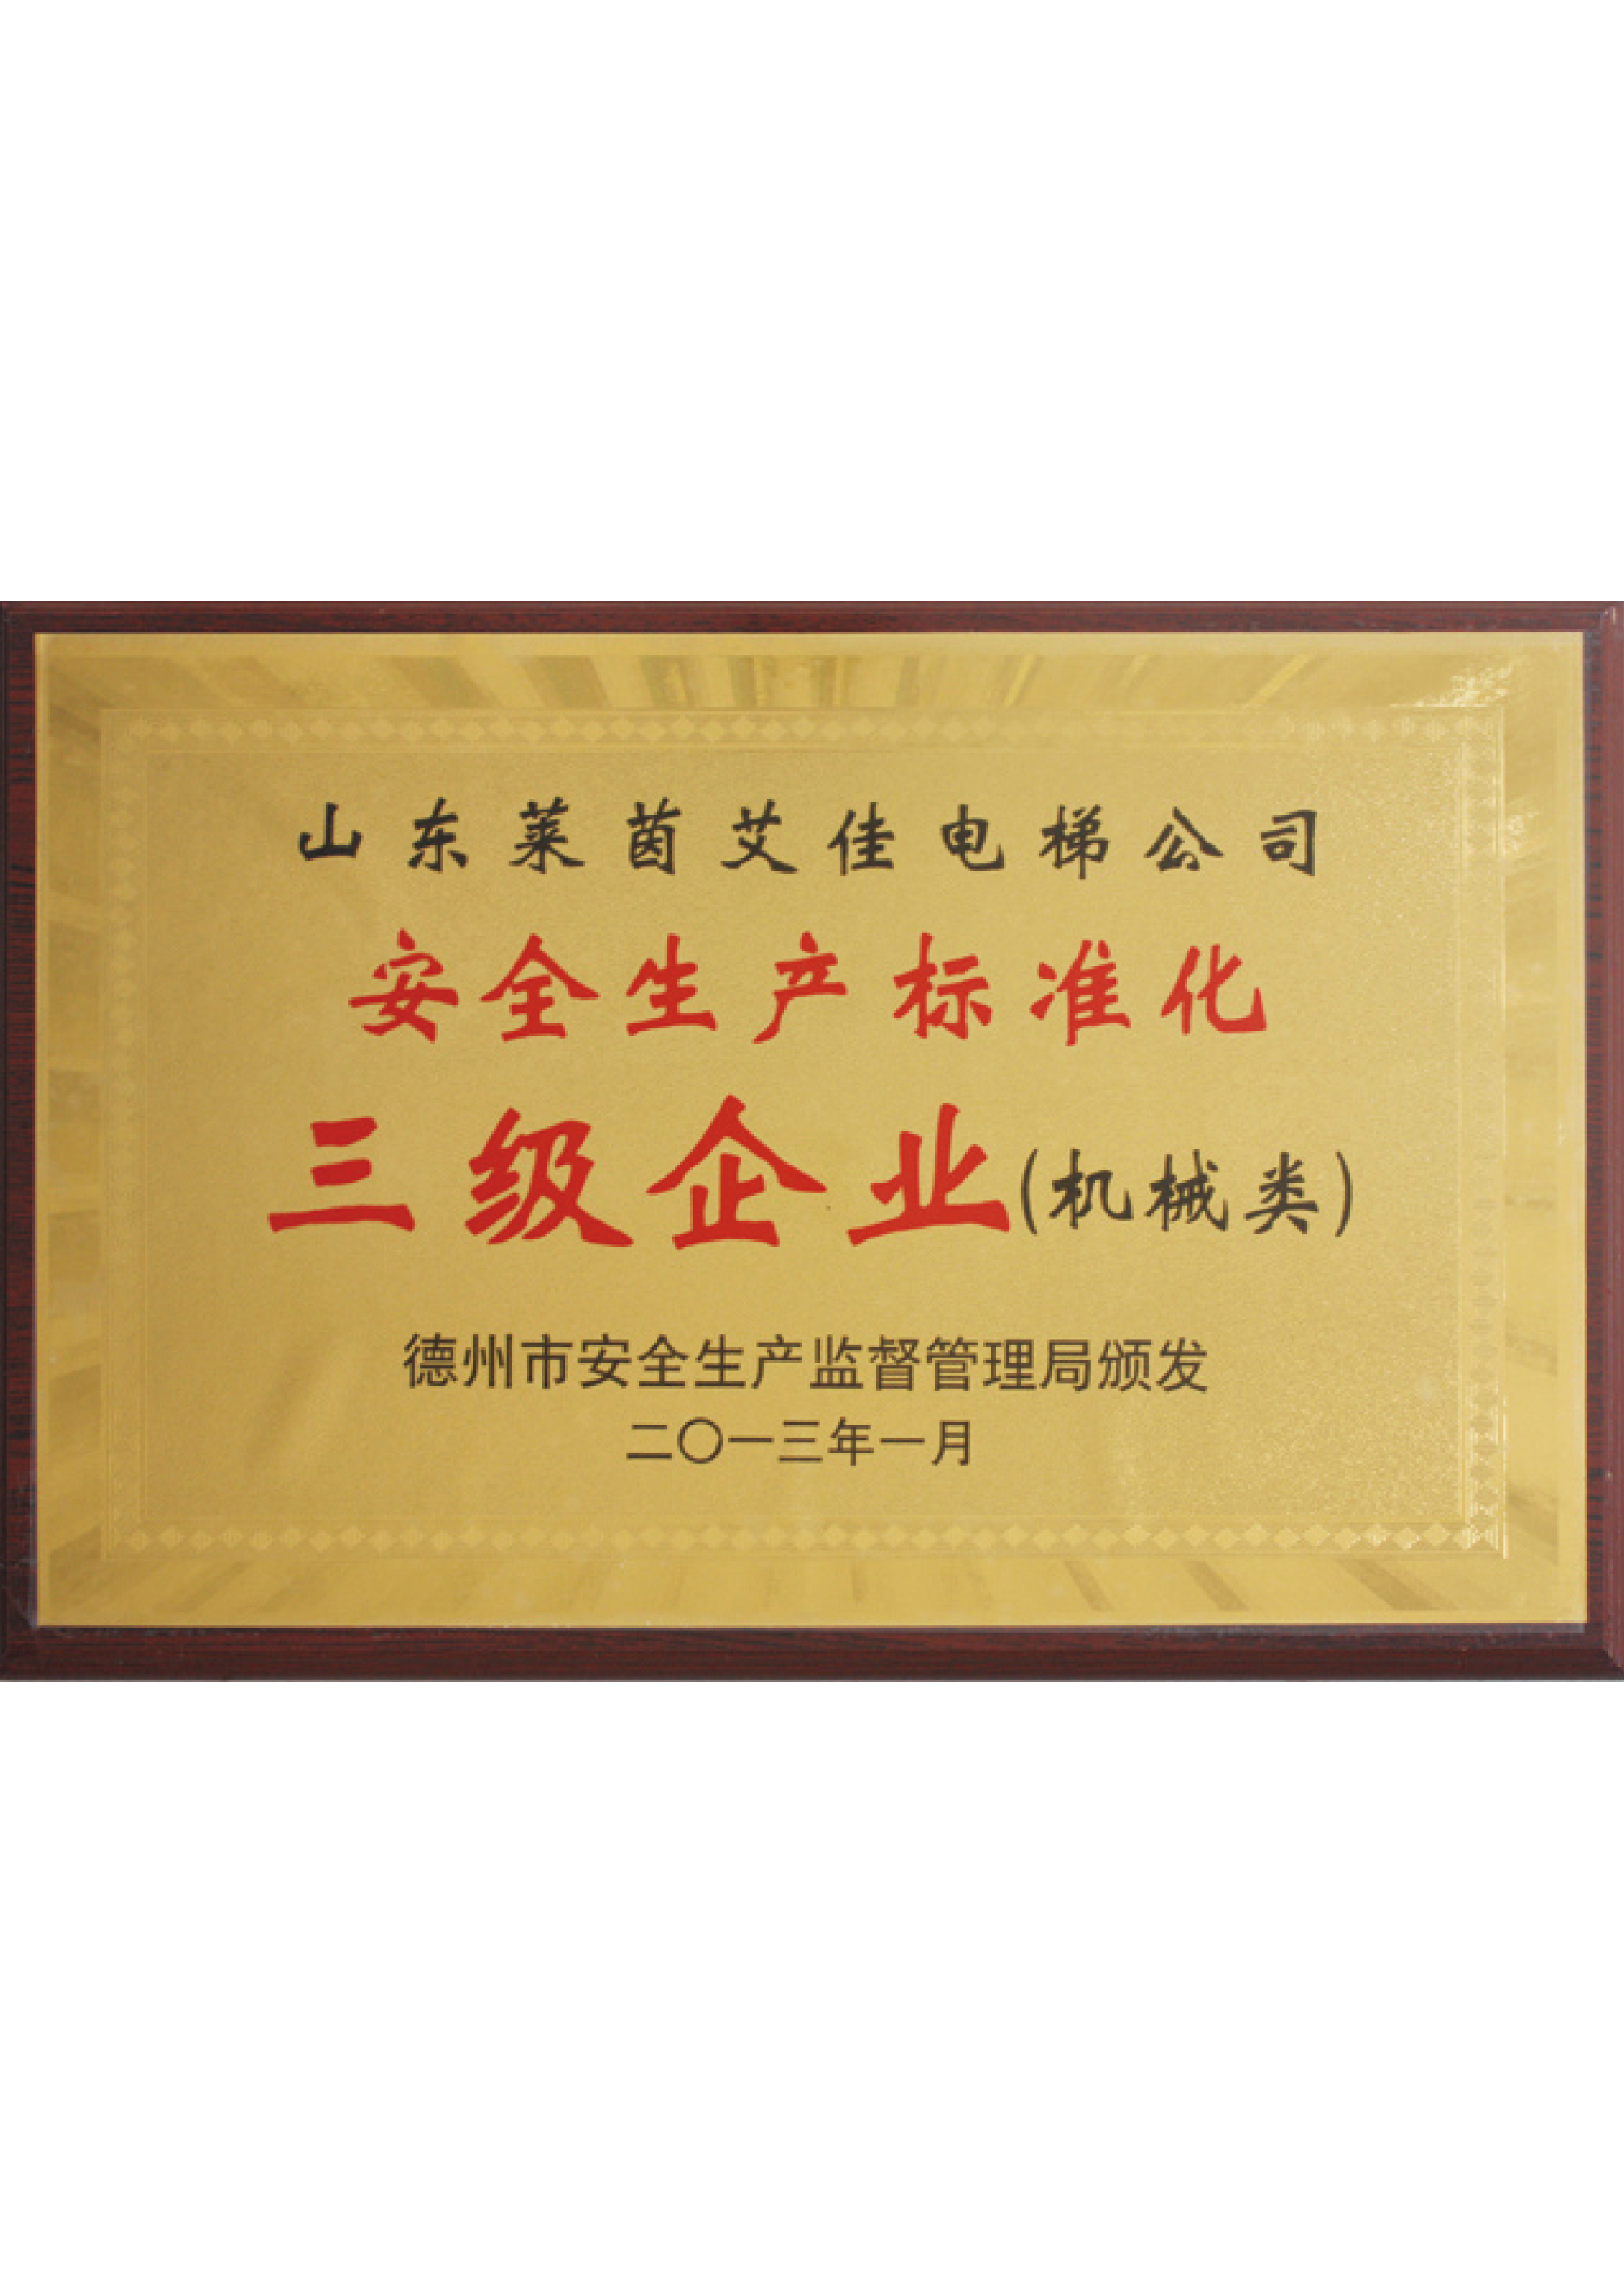 山东莱茵艾佳电梯公司
安全生产标准化
三级企业(机械类)
德州市安全生产监督管理局颁发
二〇一三年一月